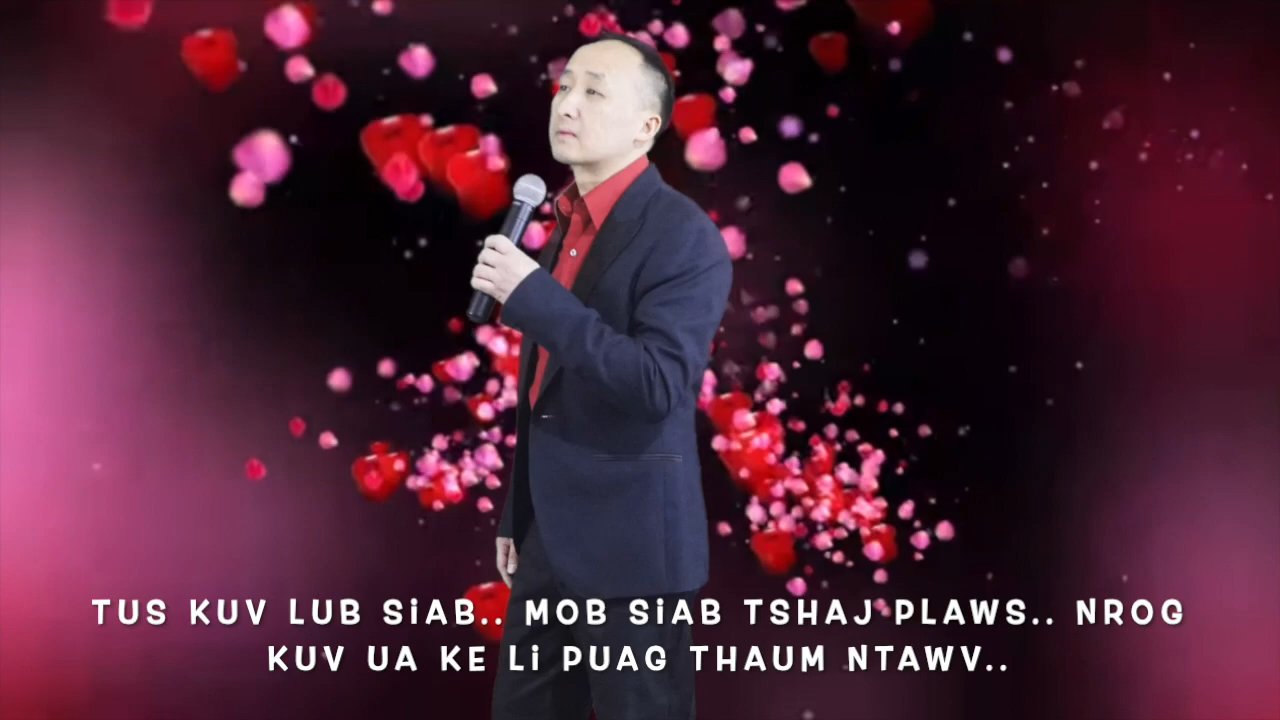 TUS KUV LUB SiAB.. MOB SiAB TSHAJ PLAWS.. NROG
KUV UA KE Li PUAG THAUM NTAWV..